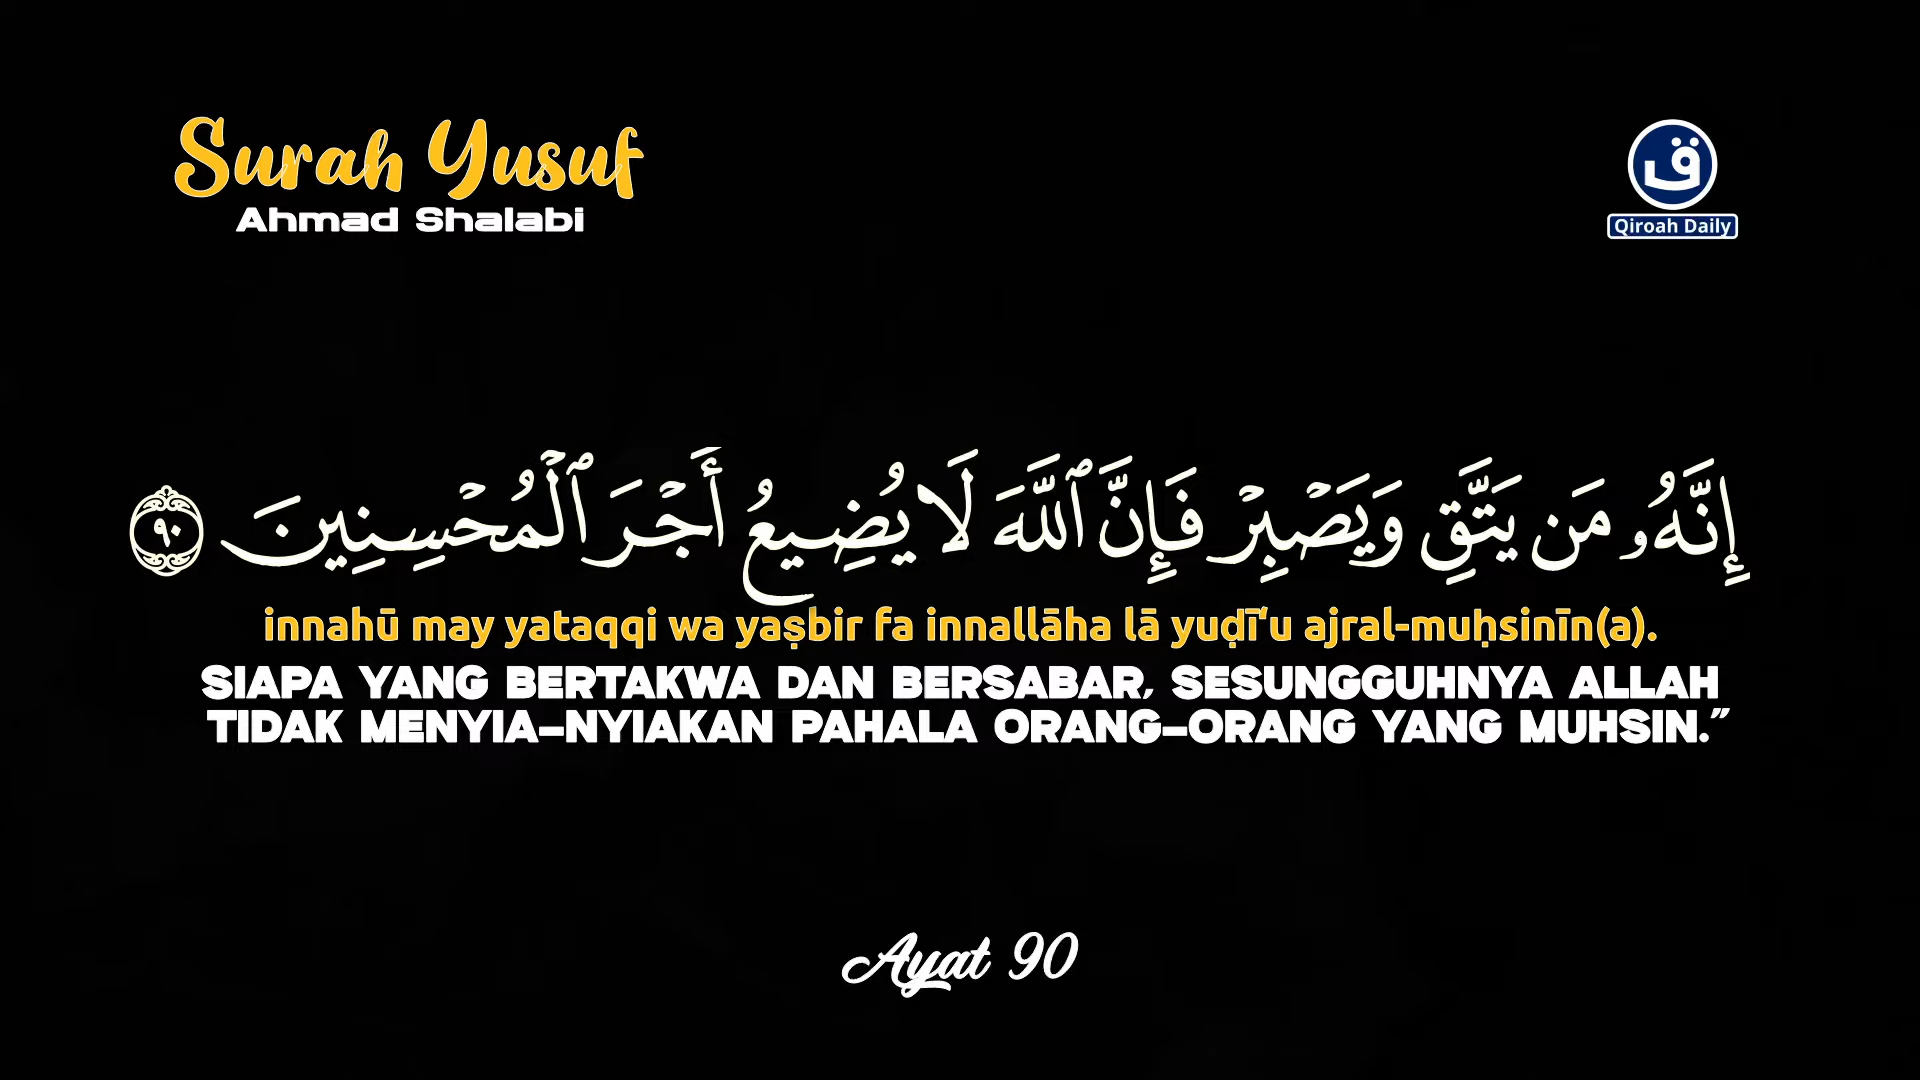 Surah Yusuf
Ahmad Shalabi
ق
Qiroah Daily
إِنَّهُۥ مَن يَتَّقِ وَيَصْبِرْ فَإِنَّ ٱللَّهَ لَا يُضِيعُ أَجْرَ ٱلْمُحْسِنِينَ ٩٠
innahū may yataqqi wa yaṣbir fa innallāha lā yuḍī‘u ajral-muḥsinīn(a).
SIAPA YANG BERTAKWA DAN BERSABAR, SESUNGGUHNYA ALLAH
TIDAK MENYIA-NYIAKAN PAHALA ORANG-ORANG YANG MUHSIN.”
Ayat 90